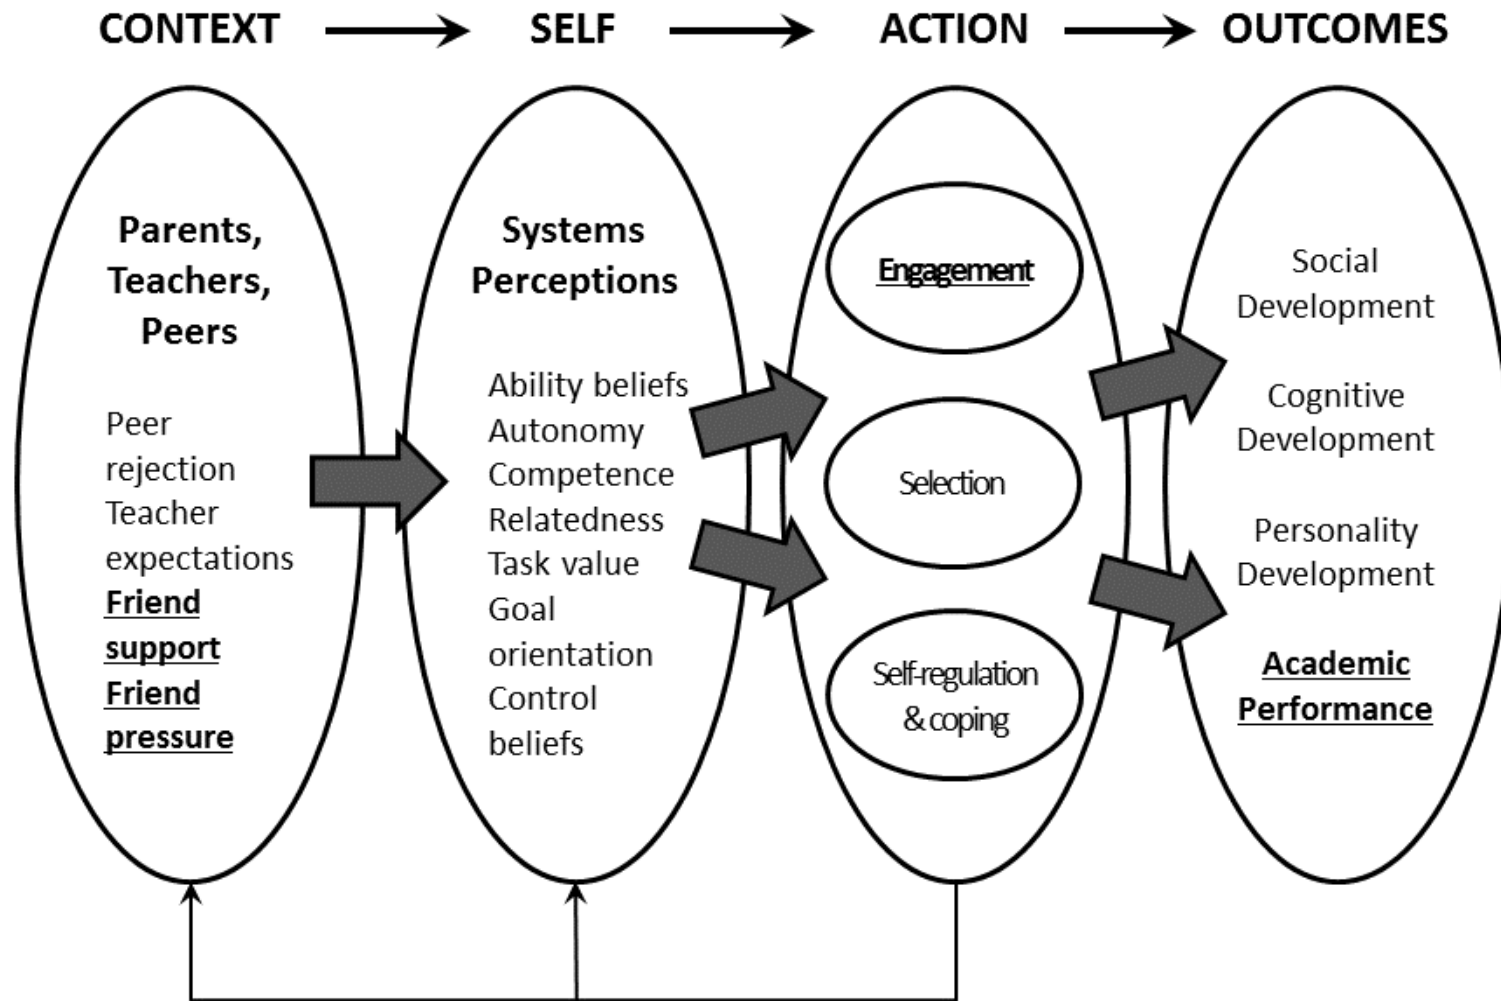 CONTEXT SELF ACTION OUTCOMES
Parents,
Teachers,
Peers
Peer
rejection
Teacher
expectations
Friend
support
Friend
pressure
Systems
Perceptions
Ability beliefs
Autonomy
Competence
Relatedness
Task value
Goal
orientation
Control
beliefs
Engagement
Selection
Self-regulation
& coping
Social
Development
Cognitive
Development
Personality
Development
Academic
Performance